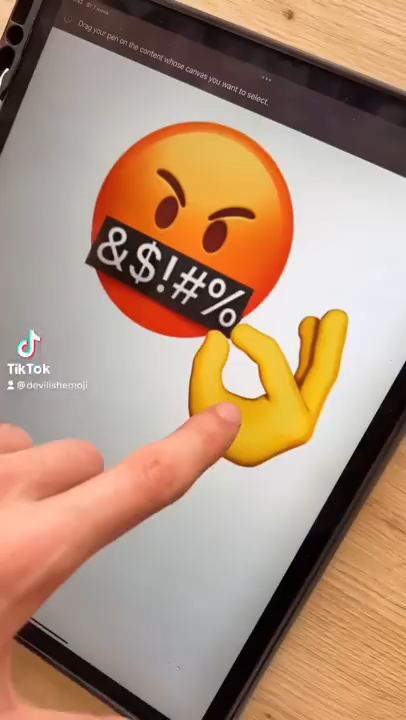 Drag your pen on the content whose canvas you want to select.
&$!#%
TikTok
@devilishemoji